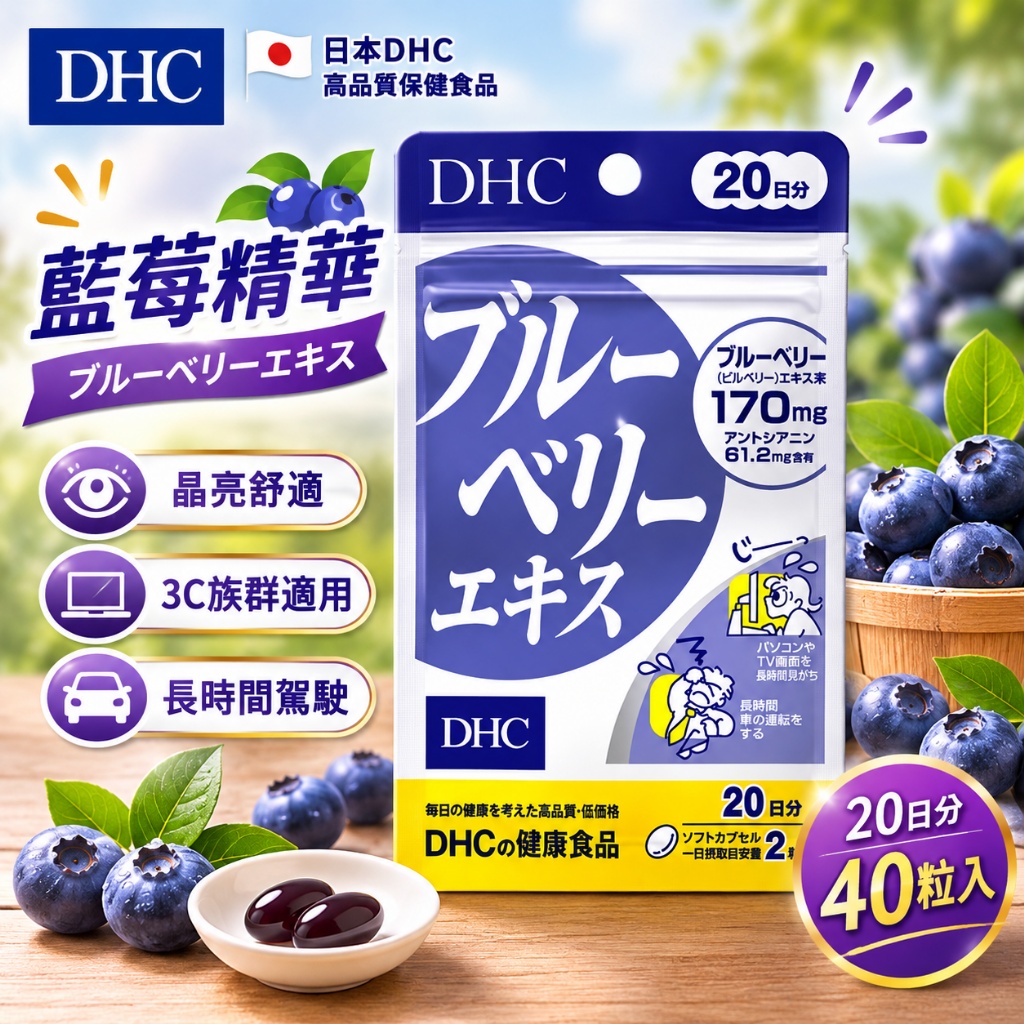 DHC
日本DHC
高品質保健食品
藍莓精華
ブルーベリーエキス
晶亮舒適
3C族群適用
長時間駕駛
DHC
20日分
ブルー
ベリー
エキス
ブルーベリー
(ビルベリー)エキス末
170mg
アントシアニン
61.2mg含有
じーっ
パソコンや
TV画面を
長時間見がち
長時間
車の運転を
する
DHC
毎日の健康を考えた高品質・低価格
DHCの健康食品
20日分
ソフトカプセル
一日摂取目安量 2粒
20日分
40粒入